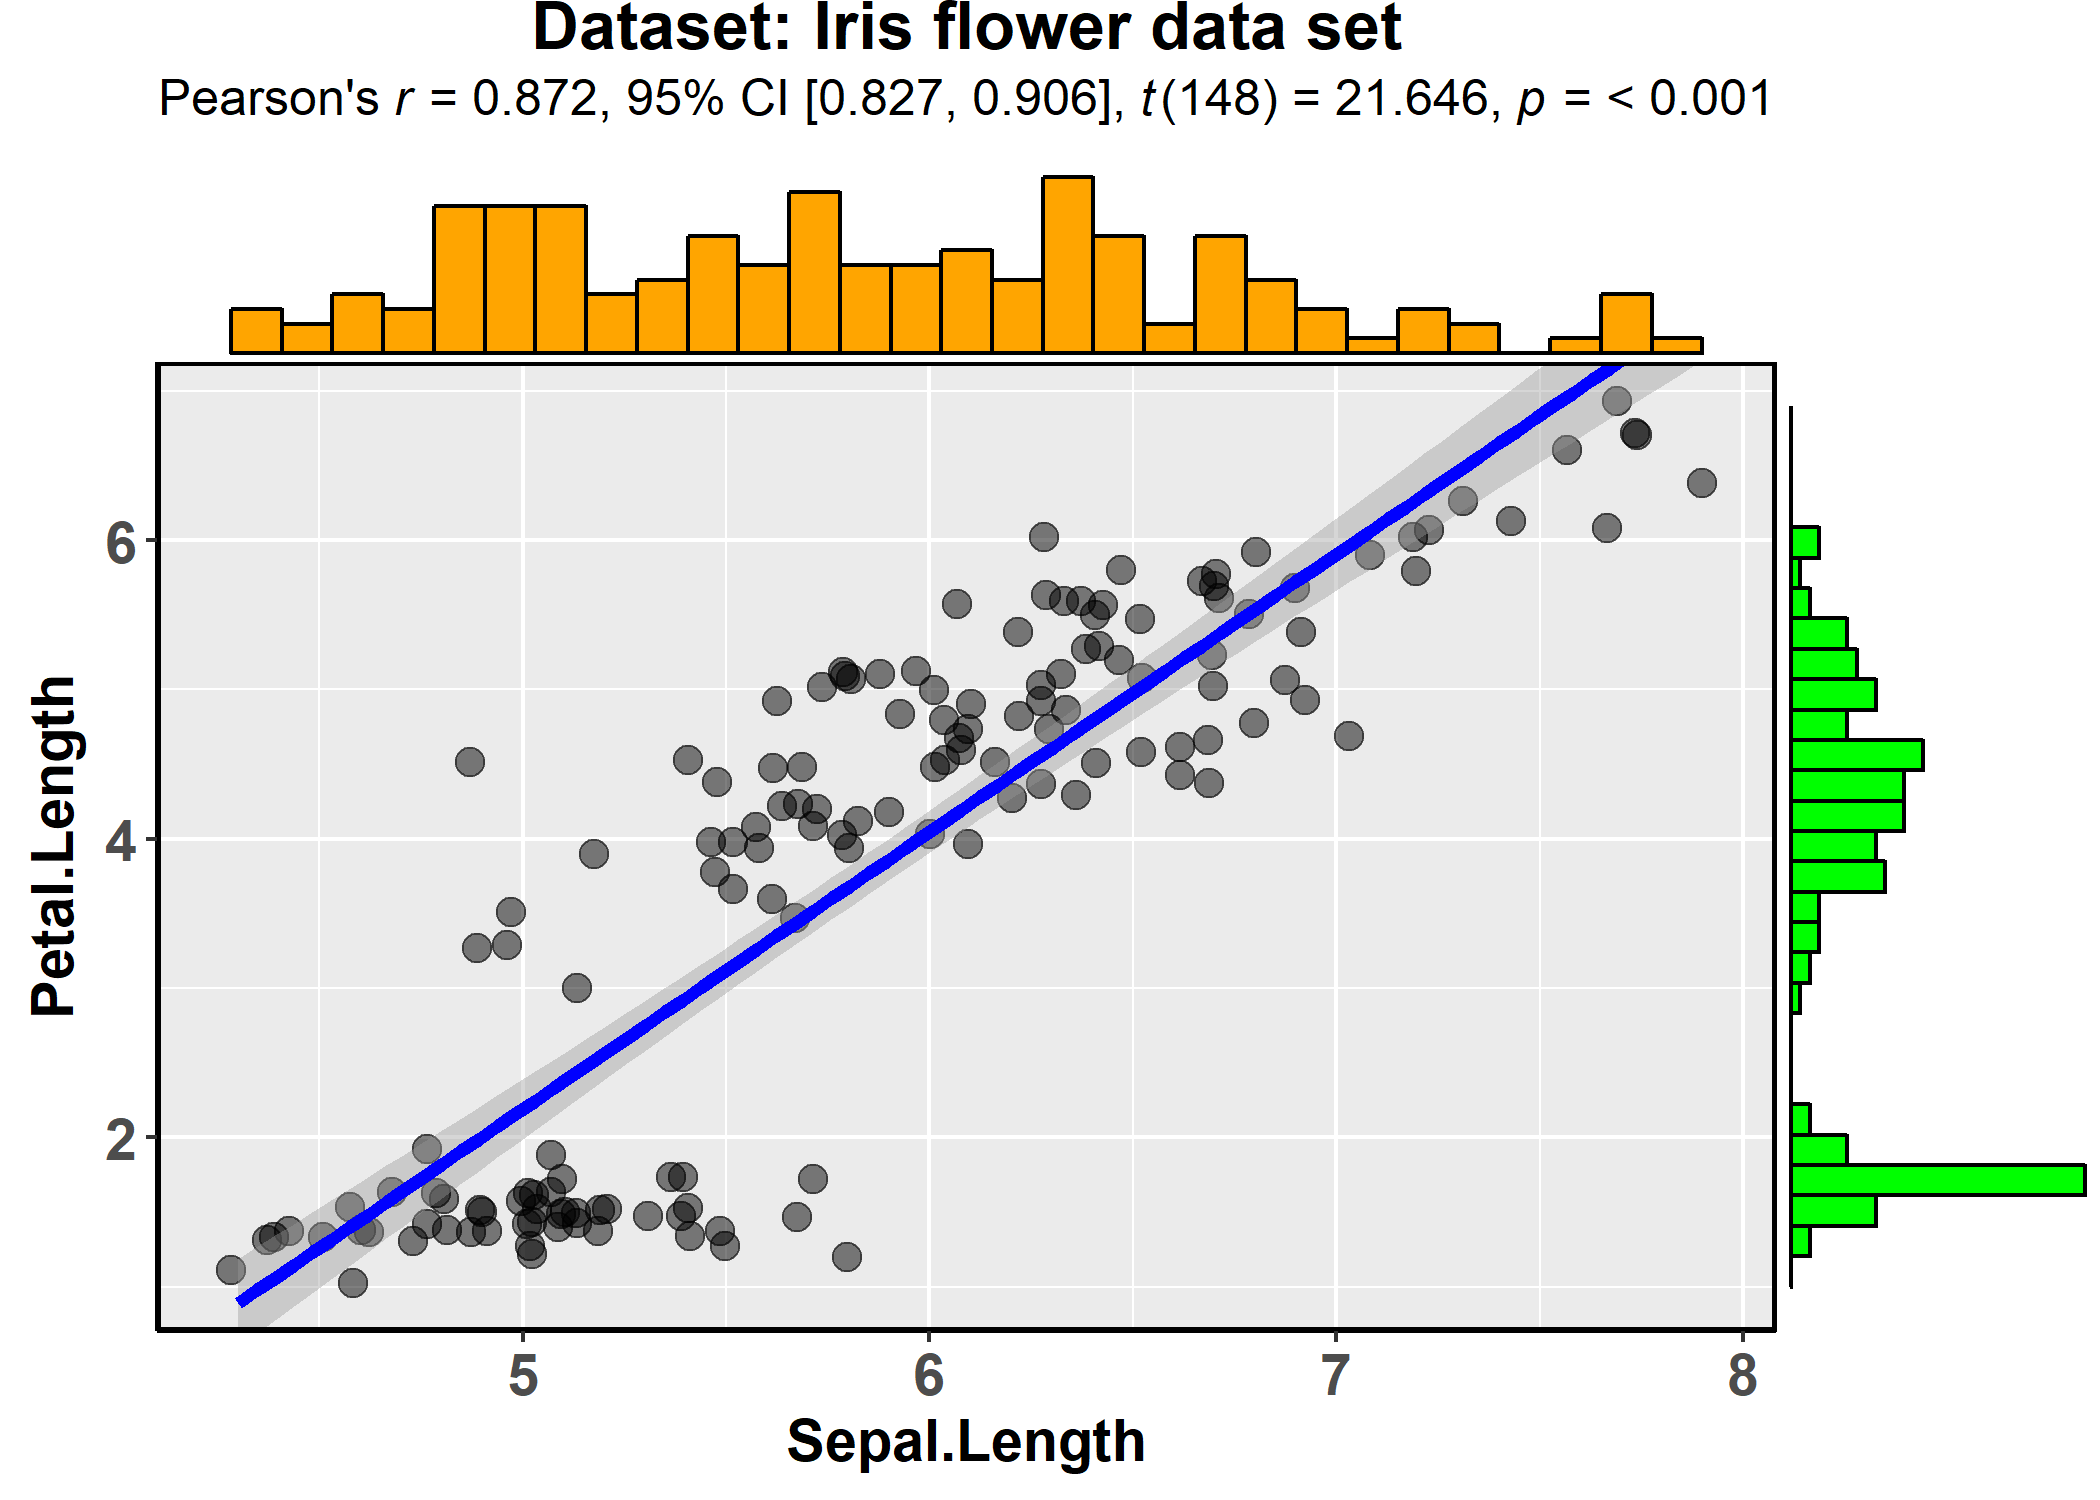 Dataset: Iris flower data set
Pearson's r = 0.872, 95% CI [0.827, 0.906], t(148) = 21.646, p = < 0.001
6
4
2
Petal.Length
5 6 7 8
Sepal.Length